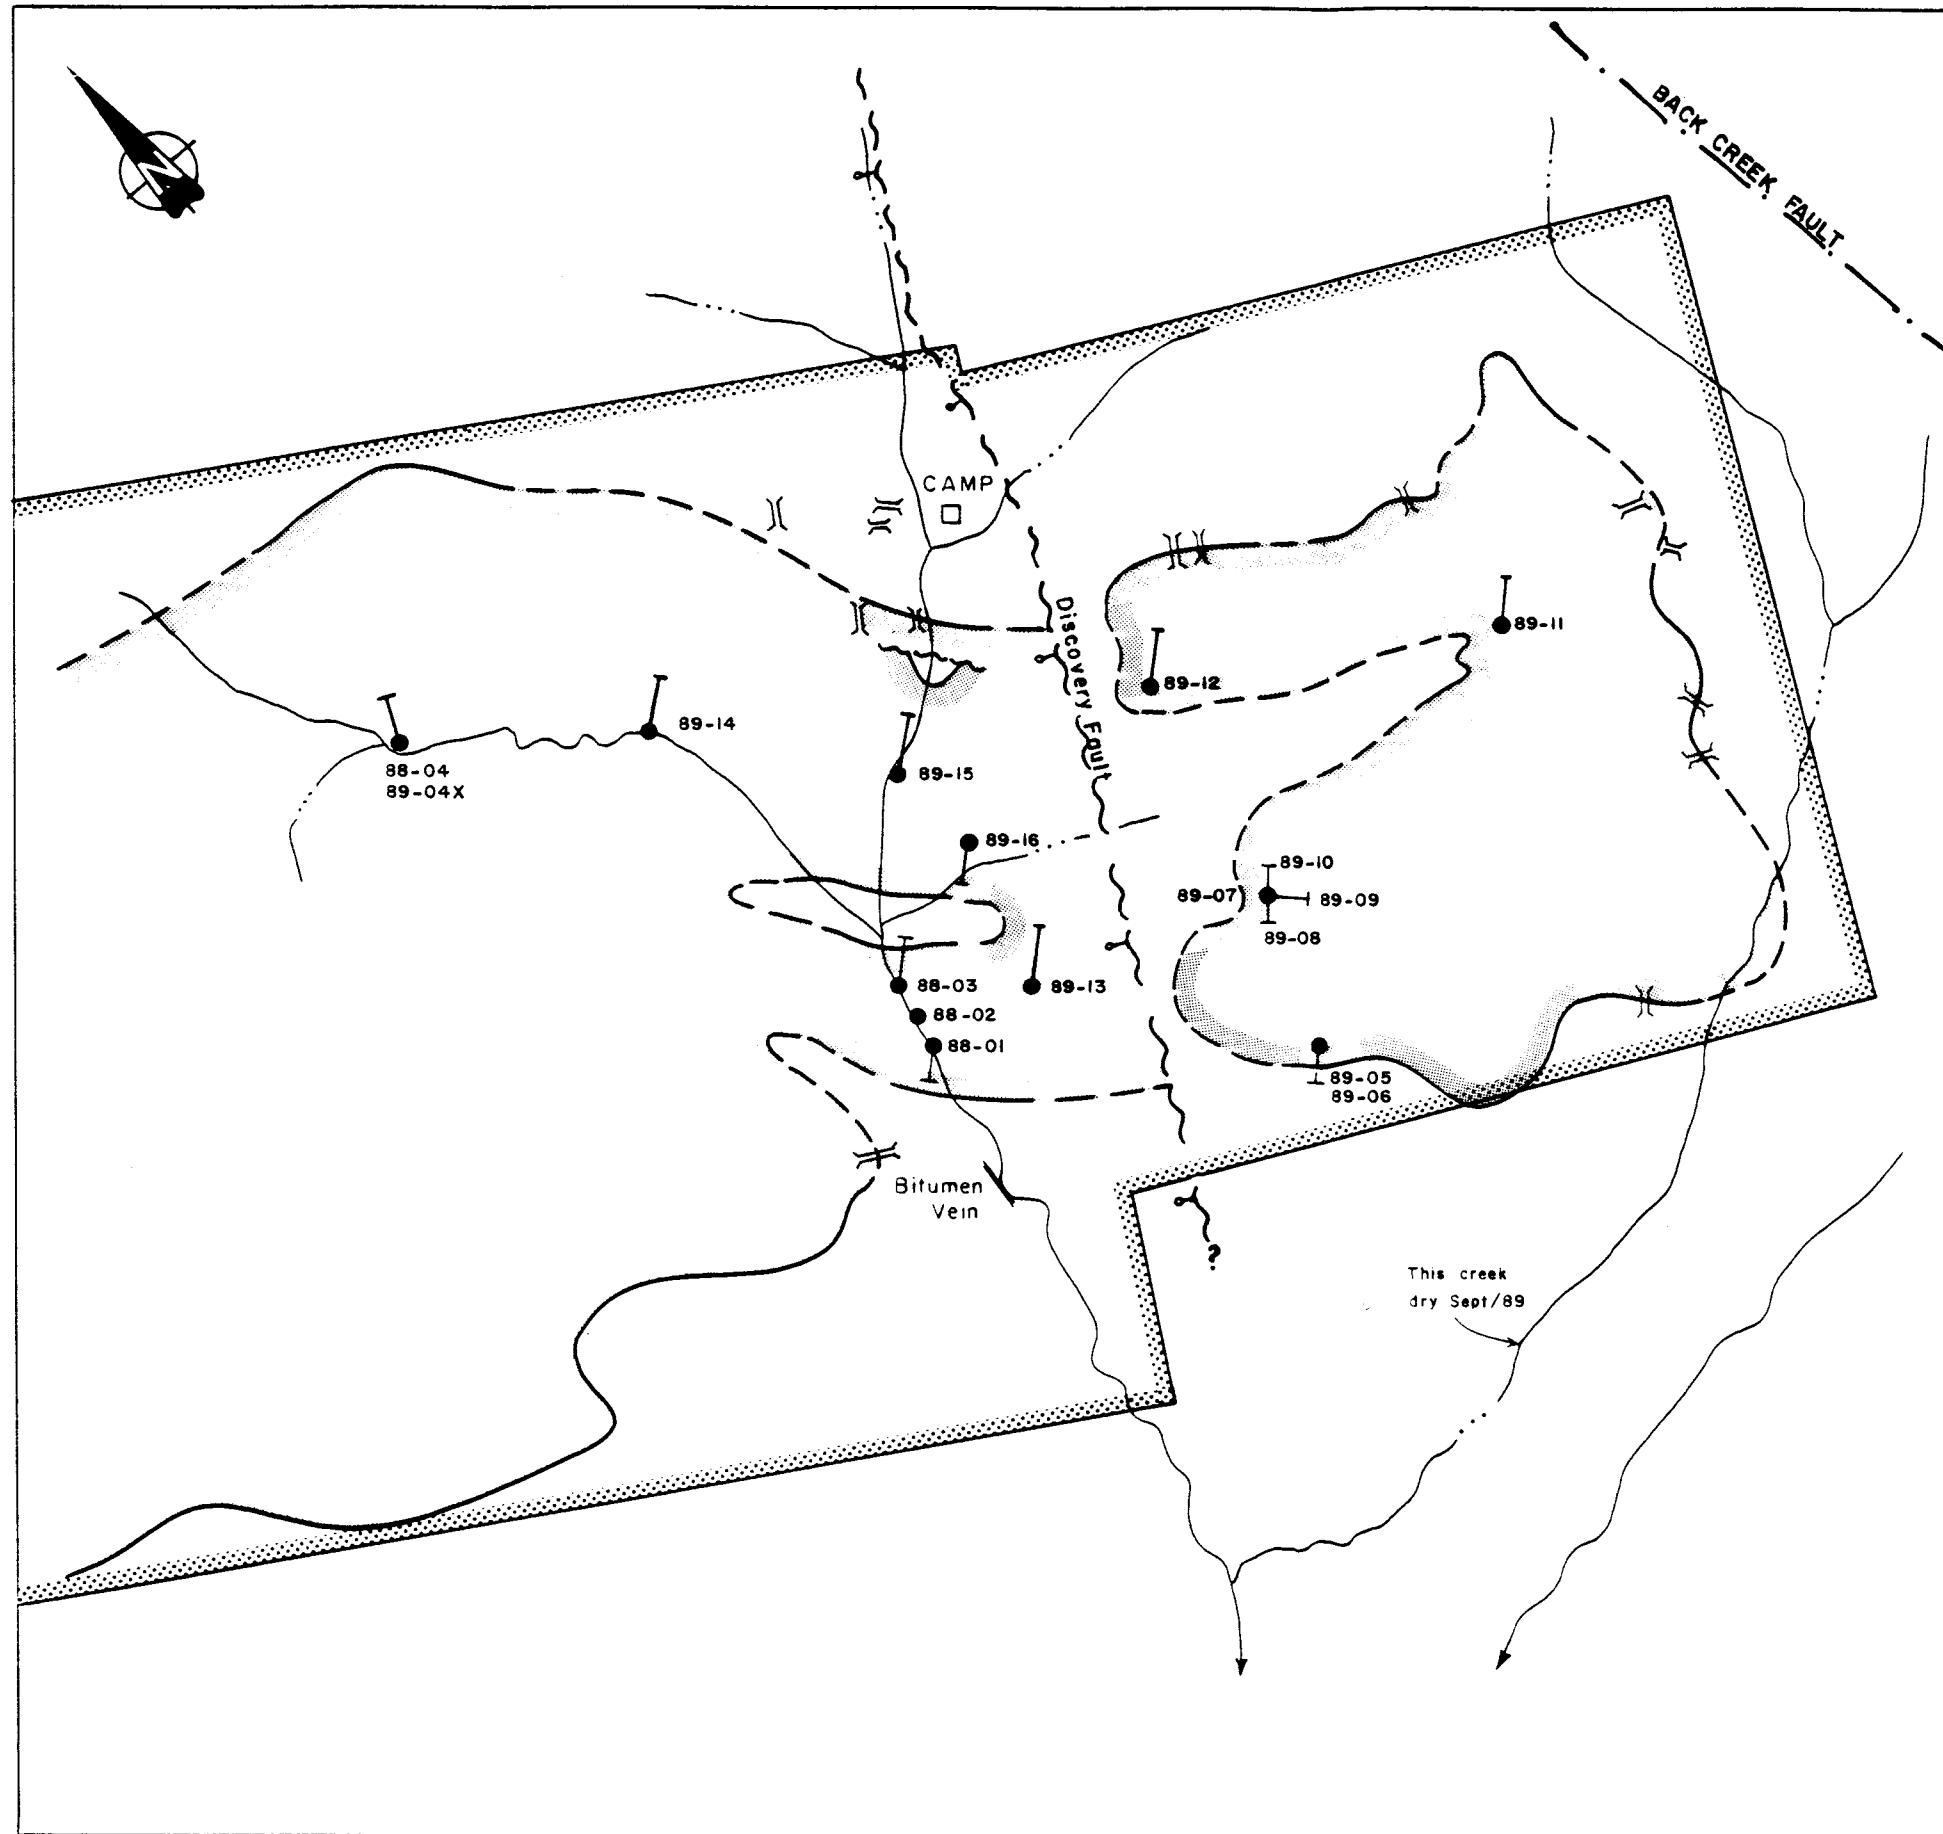 BACK CREEK FAULT
N
CAMP
Discovery Fault
89-11
89-12
89-14
88-04
89-04X
89-15
89-16
89-10
89-07
89-09
89-08
88-03
89-13
88-02
88-01
89-05
89-06
Bitumen
Vein
?
This creek
dry Sept/89